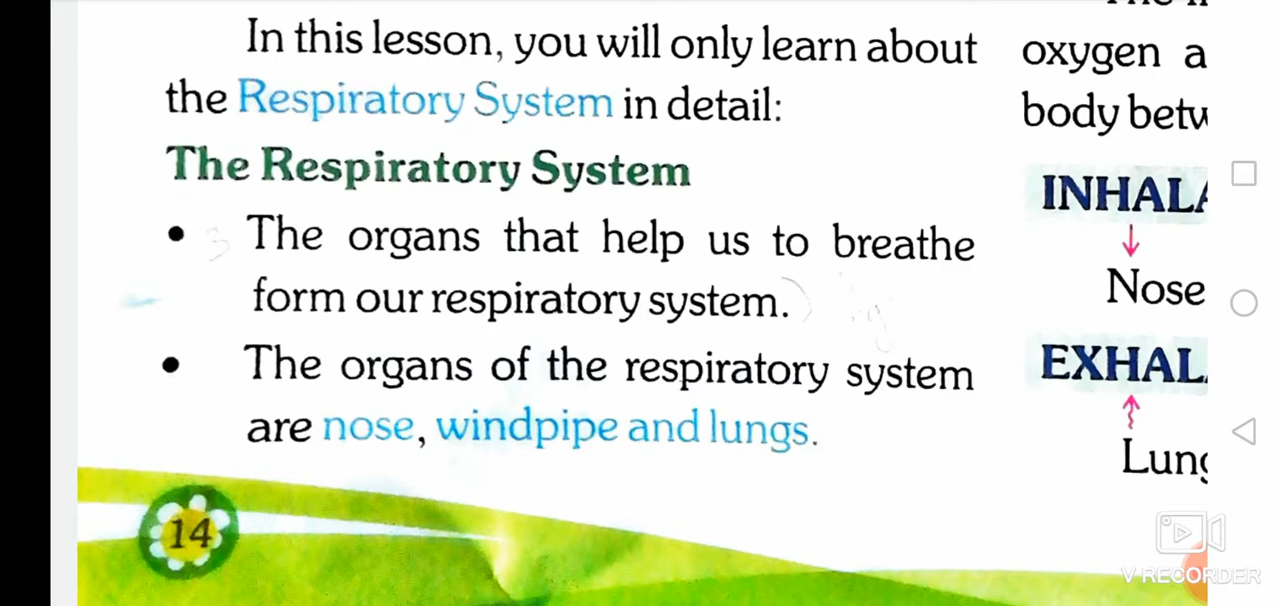 In this lesson, you will only learn about
the Respiratory System in detail:
The Respiratory System
• The organs that help us to breathe
form our respiratory system.
• The organs of the respiratory system
are nose, windpipe and lungs.
14
oxygen a
body betw
INHALA
Nose
EXHAL
Lung
V RECORDER